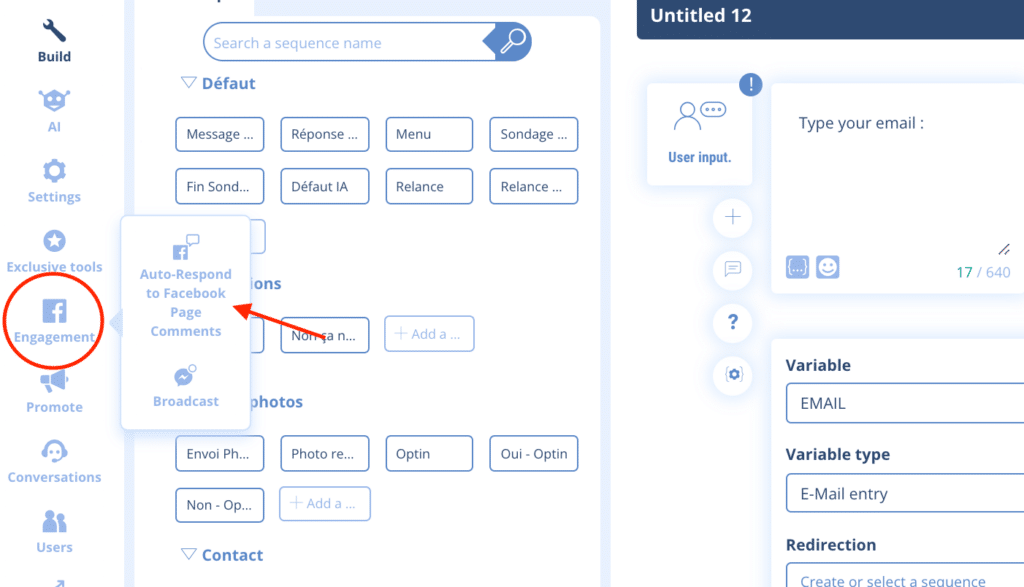 Build
AI
Settings
Exclusive tools
Engagement
Promote
Conversations
Users
Auto-Respond
to Facebook
Page
Comments
Broadcast
Search a sequence name
Défaut
Message ...
Réponse ...
Menu
Sondage ...
Fin Sond...
Défaut IA
Relance
Relance ...
ions
Non ça n...
Add a ...
photos
Envoi Ph...
Photo re...
Optin
Oui - Optin
Non - Op...
Add a ...
Contact
Untitled 12
!
User input.
Type your email :
{...}
17 / 640
?
Variable
EMAIL
Variable type
E-Mail entry
Redirection
Create or select a sequence